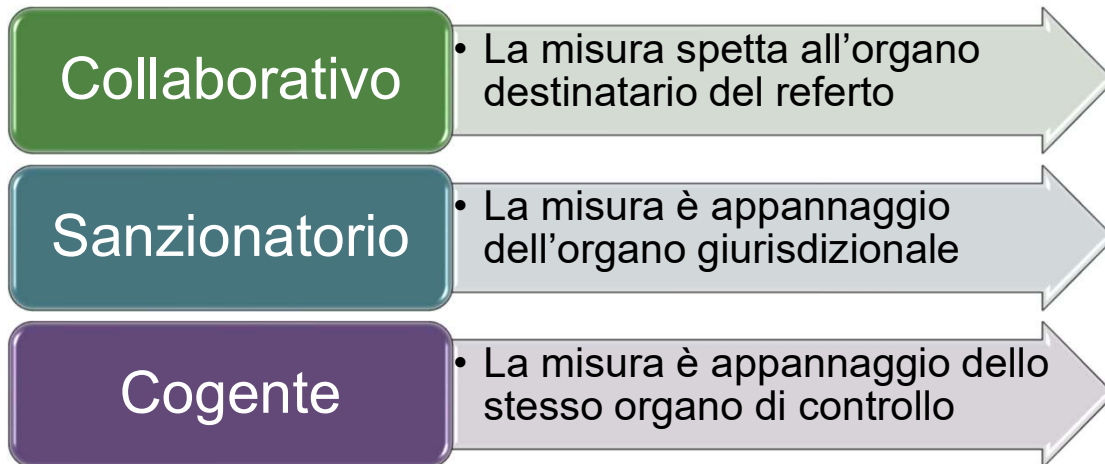 Collaborativo
• La misura spetta all’organo
destinatario del referto
Sanzionatorio
• La misura è appannaggio
dell’organo giurisdizionale
Cogente
• La misura è appannaggio dello
stesso organo di controllo